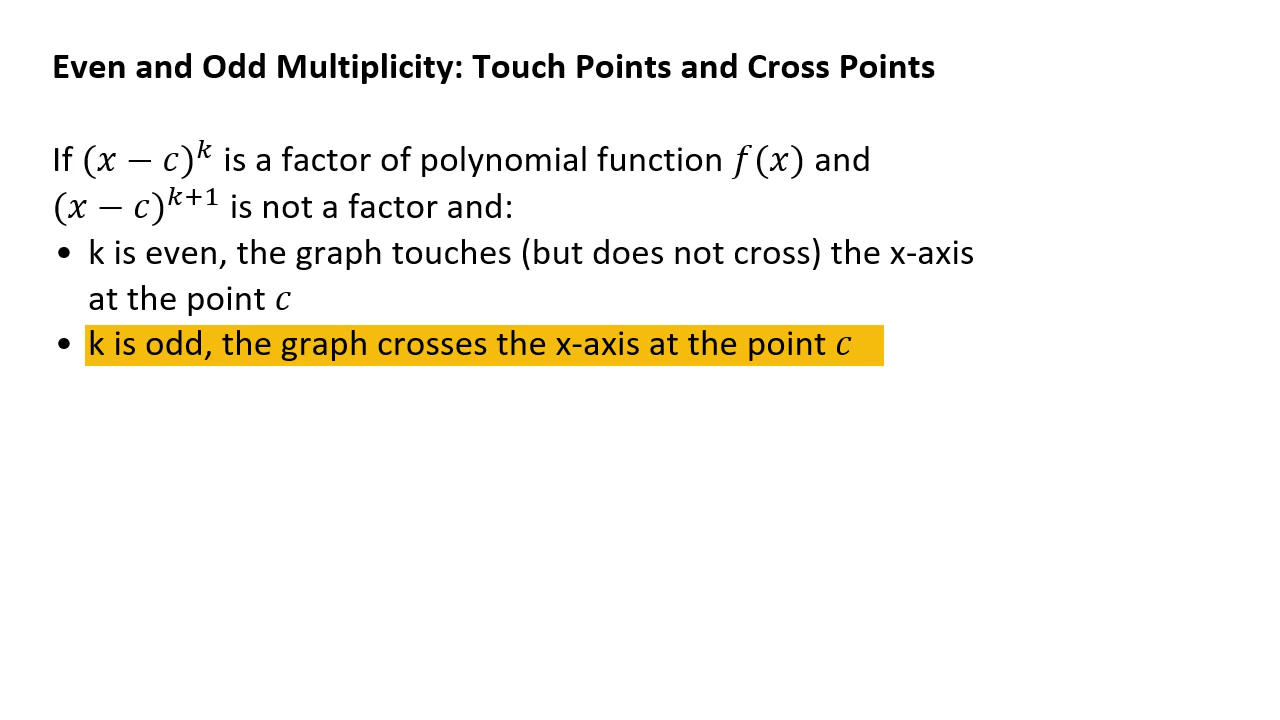 Even and Odd Multiplicity: Touch Points and Cross Points
If (x − c)^k is a factor of polynomial function f(x) and
(x − c)^{k+1} is not a factor and:
• k is even, the graph touches (but does not cross) the x-axis
at the point c
• k is odd, the graph crosses the x-axis at the point c